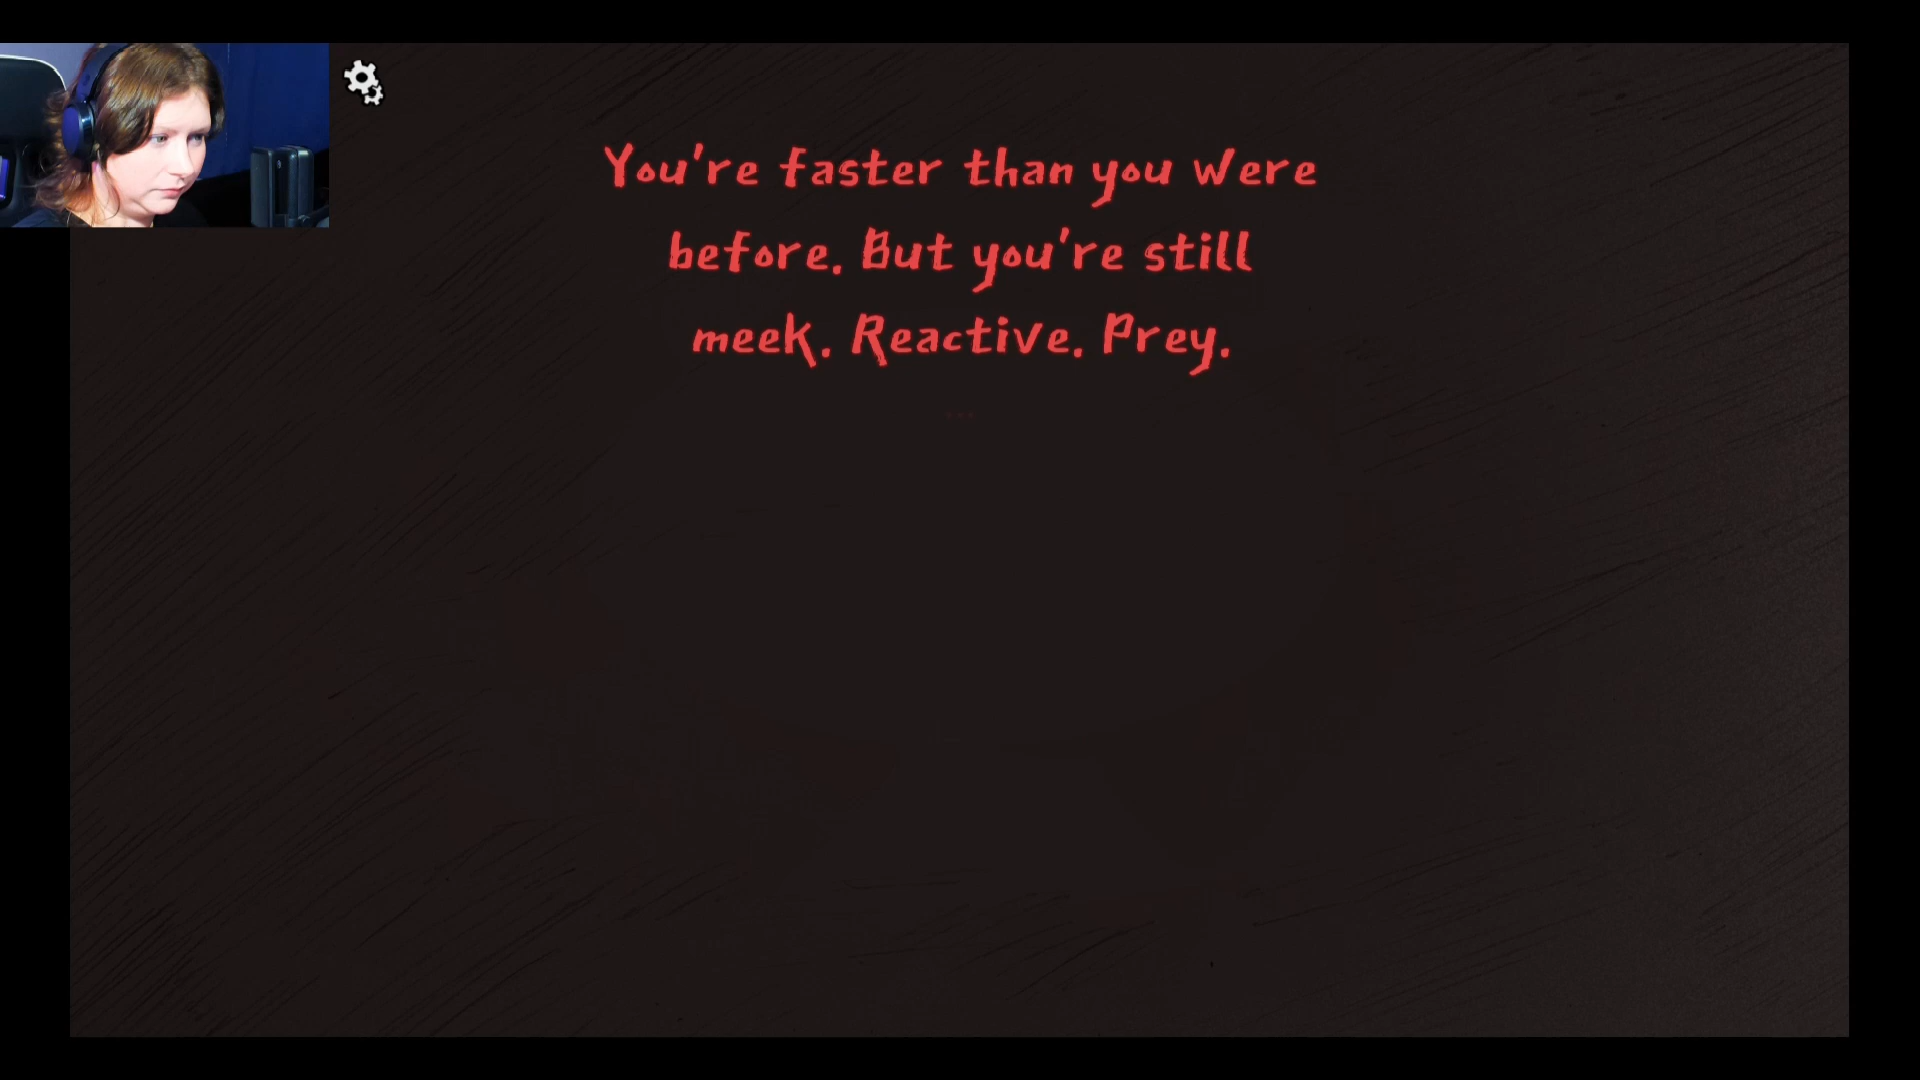 You're faster than you were
before. But you're still
meek. Reactive. Prey.
...